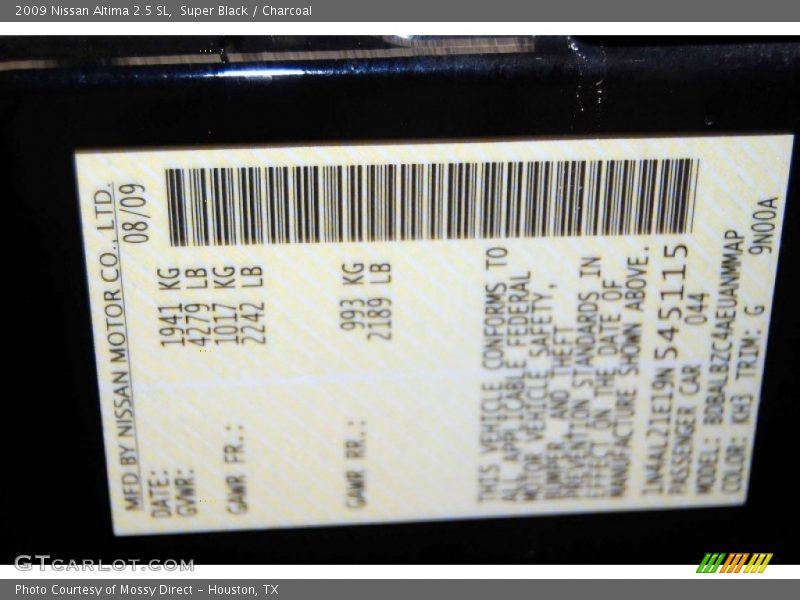 2009 Nissan Altima 2.5 SL,  Super Black / Charcoal
MFD BY NISSAN MOTOR CO., LTD.
DATE: 08/09
GVWR: 1941 KG
4279 LB
GAWR FR.: 1017 KG
2242 LB
GAWR RR.: 993 KG
2189 LB
THIS VEHICLE CONFORMS TO
ALL APPLICABLE FEDERAL
MOTOR VEHICLE SAFETY,
BUMPER, AND THEFT
PREVENTION STANDARDS IN
EFFECT ON THE DATE OF
MANUFACTURE SHOWN ABOVE.
1N4AL21E19N545115
PASSENGER CAR 044
MODEL: BDBALBZC4AEUANMMAP
COLOR: KH3 TRIM: G 9N00A
GTCarLot.com
Photo Courtesy of Mossy Direct – Houston, TX